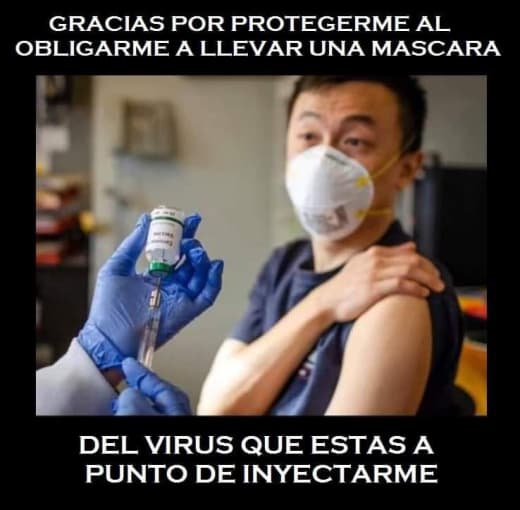 GRACIAS POR PROTEGERME AL
OBLIGARME A LLEVAR UNA MASCARA
DEL VIRUS QUE ESTAS A
PUNTO DE INYECTARME